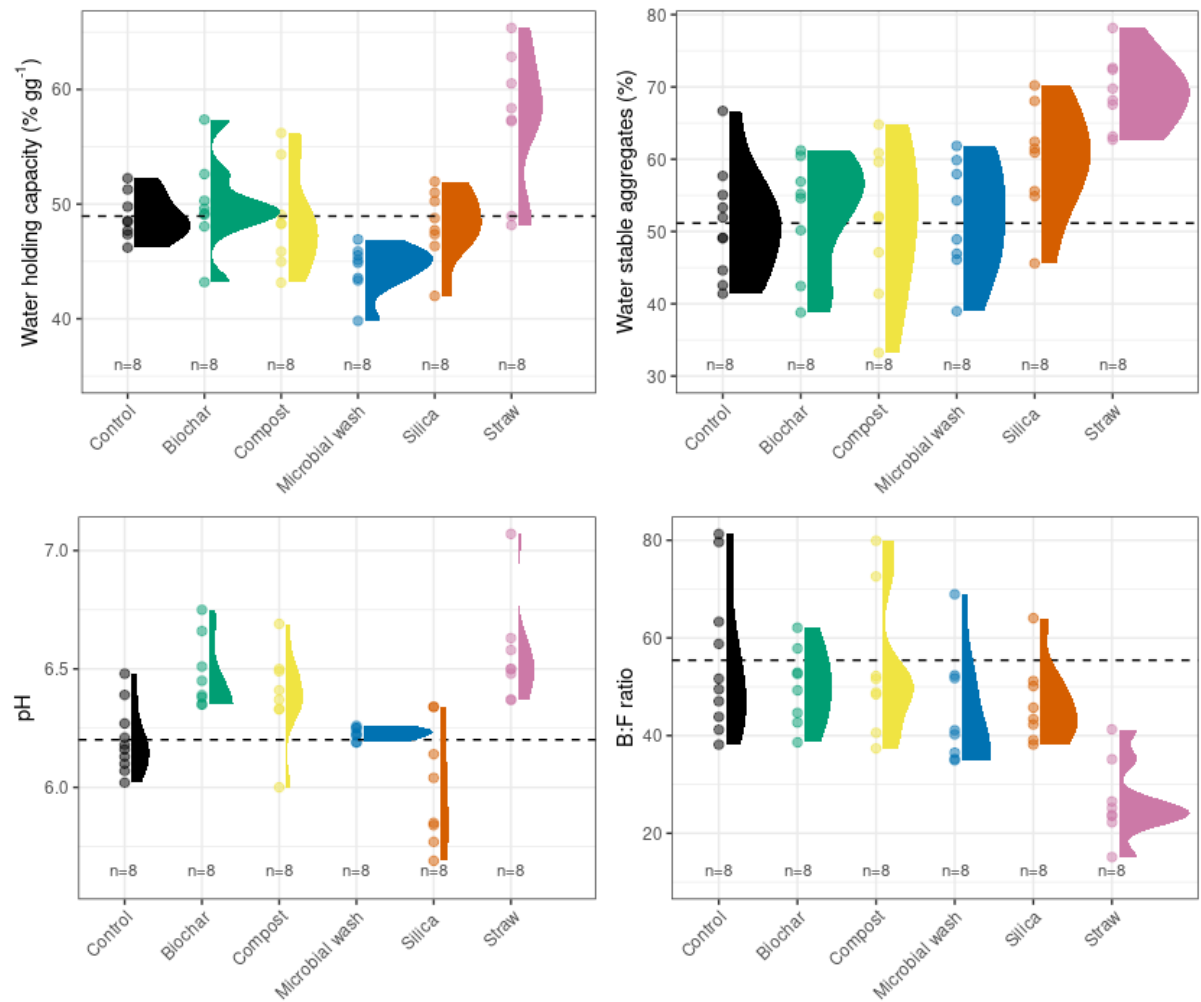 Water holding capacity (% gg⁻¹)
60
50
40
n=8 n=8 n=8 n=8 n=8 n=8
Control Biochar Compost Microbial wash Silica Straw
Water stable aggregates (%)
80
70
60
50
40
30
n=8 n=8 n=8 n=8 n=8 n=8
Control Biochar Compost Microbial wash Silica Straw
pH
7.0
6.5
6.0
n=8 n=8 n=8 n=8 n=8 n=8
Control Biochar Compost Microbial wash Silica Straw
B:F ratio
80
60
40
20
n=8 n=8 n=8 n=8 n=8 n=8
Control Biochar Compost Microbial wash Silica Straw